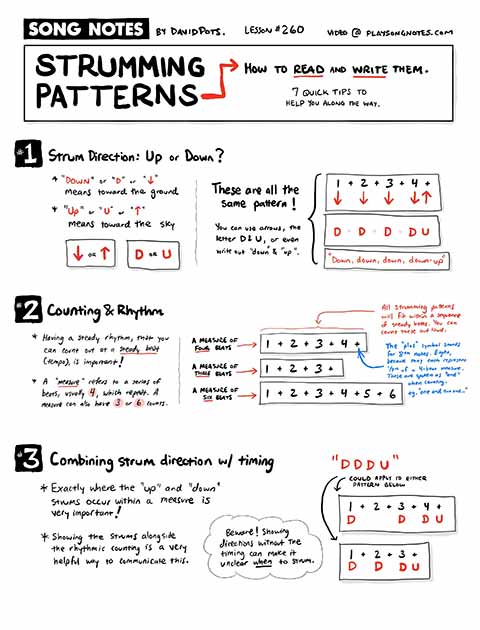 SONG NOTES BY DAVIDPOTS. LESSON #260 VIDEO @ PLAYSONGNOTES.COM
STRUMMING
PATTERNS
HOW TO READ AND WRITE THEM.
7 QUICK TIPS TO
HELP YOU ALONG THE WAY.
#1 Strum Direction: Up or Down?
* "Down" or "D" or "↓"
means toward the ground
* "Up" or "U" or "↑"
means toward the sky
↓ or ↑
D or U
These are all the
same pattern!
You can use arrows, the
letter D & U, or even
write out "down" & "up".
1 + 2 + 3 + 4 +
↓ ↓ ↓ ↓ ↑
D D D D U
"Down, down, down, down-up"
#2 Counting & Rhythm
* Having a steady rhythm, that you
can count out at a steady beat
(tempo), is important!
* A "measure" refers to a series of
beats, usually 4, which repeat. A
measure can also have 3 or 6 counts.
A MEASURE OF
FOUR BEATS
1 + 2 + 3 + 4 +
A MEASURE OF
THREE BEATS
1 + 2 + 3 +
A MEASURE OF
SIX BEATS
1 + 2 + 3 + 4 + 5 + 6
All strumming patterns
will fit within a sequence
of steady beats. You can
count these out loud.
The "plus" symbol stands
for 8th notes. Eight,
because they each represent
1/8th of a 4-beat measure.
These are spoken as "and"
when counting.
#3 Combining strum direction w/ timing
* Exactly where the "up" and "down"
strums occur within a measure is
very important!
* Showing the strums alongside
the rhythmic counting is a very
helpful way to communicate this.
Beware! Showing
directions without the
timing can make it
unclear when to strum.
"D D D U"
COULD APPLY TO EITHER
PATTERN BELOW
1 + 2 + 3 + 4 +
D D D U
1 + 2 + 3 +
D D D U